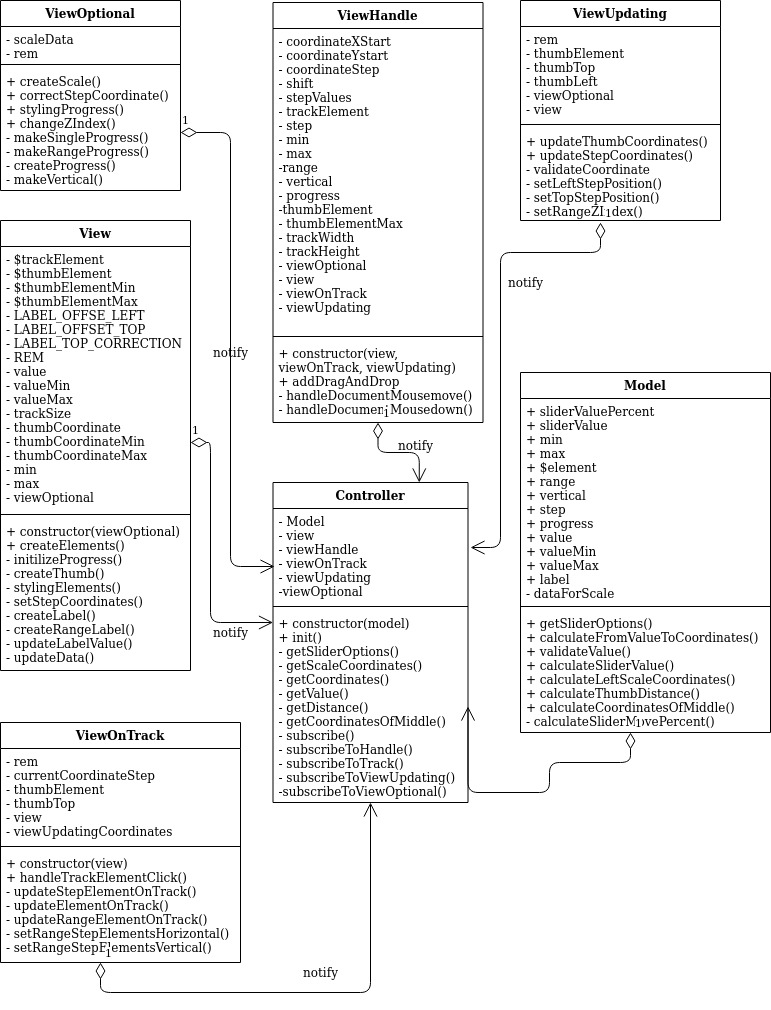 ViewOptional
- scaleData
- rem
+ createScale()
+ correctStepCoordinate()
+ stylingProgress()
+ changeZIndex()
- makeSingleProgress()
- makeRangeProgress()
- createProgress()
- makeVertical()
1
View
- $trackElement
- $thumbElement
- $thumbElementMin
- $thumbElementMax
- LABEL_OFFSE_LEFT
- LABEL_OFFSET_TOP
- LABEL_TOP_CORRECTION
- REM
- value
- valueMin
- valueMax
- trackSize
- thumbCoordinate
- thumbCoordinateMin
- thumbCoordinateMax
- min
- max
- viewOptional
+ constructor(viewOptional)
+ createElements()
- initilizeProgress()
- createThumb()
- stylingElements()
- setStepCoordinates()
- createLabel()
- createRangeLabel()
- updateLabelValue()
- updateData()
1
notify
notify
ViewOnTrack
- rem
- currentCoordinateStep
- thumbElement
- thumbTop
- view
- viewUpdatingCoordinates
+ constructor(view)
+ handleTrackElementClick()
- updateStepElementOnTrack()
- updateElementOnTrack()
- updateRangeElementOnTrack()
- setRangeStepElementsHorizontal()
- setRangeStepElementsVertical()
1
notify
ViewHandle
- coordinateXStart
- coordinateYstart
- coordinateStep
- shift
- stepValues
- trackElement
- step
- min
- max
-range
- vertical
- progress
-thumbElement
- thumbElementMax
- trackWidth
- trackHeight
- viewOptional
- view
- viewOnTrack
- viewUpdating
+ constructor(view,
viewOnTrack, viewUpdating)
+ addDragAndDrop
- handleDocumentMousemove()
- handleDocumentMousedown()
1
notify
Controller
- Model
- view
- viewHandle
- viewOnTrack
- viewUpdating
-viewOptional
+ constructor(model)
+ init()
- getSliderOptions()
- getScaleCoordinates()
- getCoordinates()
- getValue()
- getDistance()
- getCoordinatesOfMiddle()
- subscribe()
- subscribeToHandle()
- subscribeToTrack()
- subscribeToViewUpdating()
-subscribeToViewOptional()
ViewUpdating
- rem
- thumbElement
- thumbTop
- thumbLeft
- viewOptional
- view
+ updateThumbCoordinates()
+ updateStepCoordinates()
- validateCoordinate
- setLeftStepPosition()
- setTopStepPosition()
- setRangeZIndex()
1
notify
Model
+ sliderValuePercent
+ sliderValue
+ min
+ max
+ $element
+ range
+ vertical
+ step
+ progress
+ value
+ valueMin
+ valueMax
+ label
- dataForScale
+ getSliderOptions()
+ calculateFromValueToCoordinates()
+ validateValue()
+ calculateSliderValue()
+ calculateLeftScaleCoordinates()
+ calculateThumbDistance()
+ calculateCoordinatesOfMiddle()
- calculateSliderMovePercent()
1